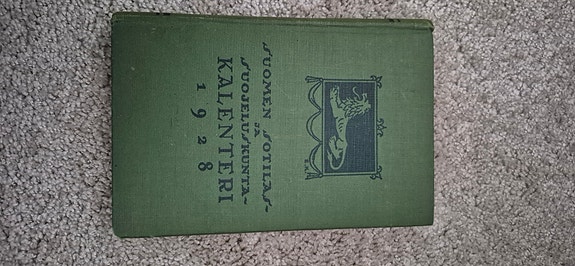 SUOMEN SOTILAS-
JA
SUOJELUSKUNTA-
KALENTERI
1928